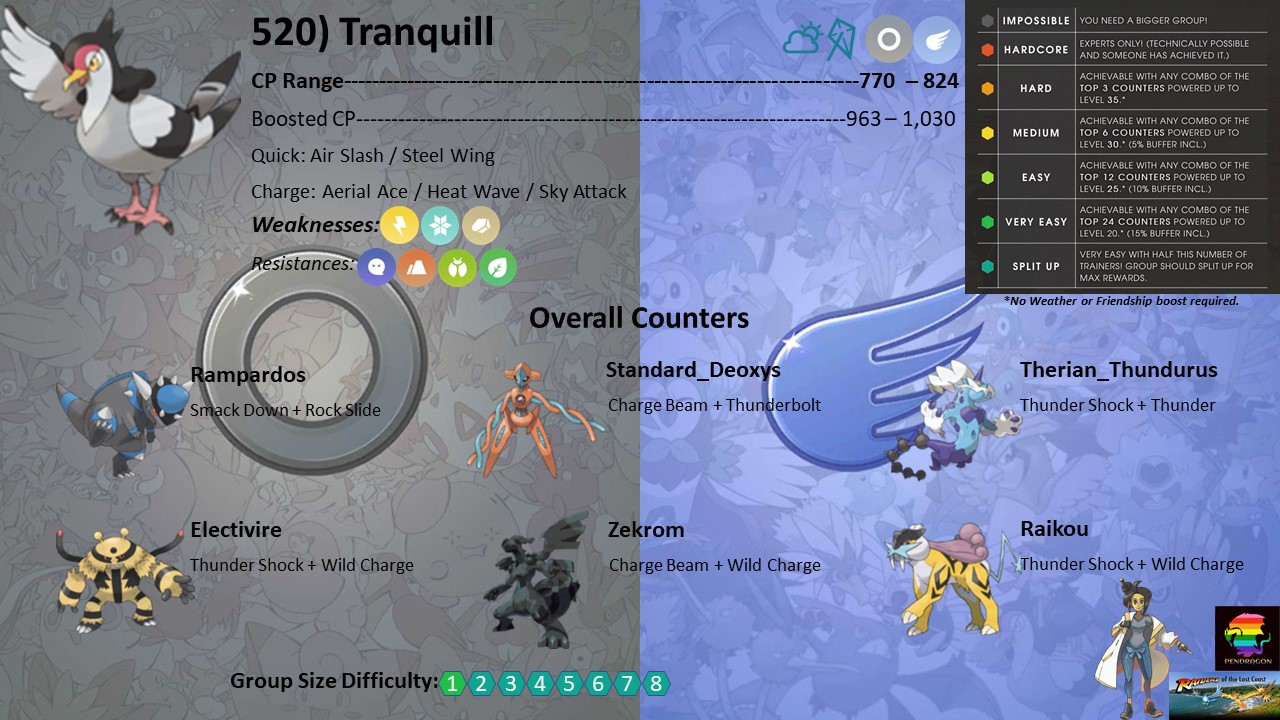 520) Tranquill
CP Range---------------------------------------------------------------------------------770 – 824
Boosted CP-------------------------------------------------------------------------------963 – 1,030
Quick: Air Slash / Steel Wing
Charge: Aerial Ace / Heat Wave / Sky Attack
Weaknesses:
Resistances:
IMPOSSIBLE YOU NEED A BIGGER GROUP!
HARDCORE EXPERTS ONLY! (TECHNICALLY POSSIBLE
AND SOMEONE HAS ACHIEVED IT.)
HARD ACHIEVABLE WITH ANY COMBO OF THE
TOP 3 COUNTERS POWERED UP TO
LEVEL 35.*
MEDIUM ACHIEVABLE WITH ANY COMBO OF THE
TOP 6 COUNTERS POWERED UP TO
LEVEL 30.* (5% BUFFER INCL.)
EASY ACHIEVABLE WITH ANY COMBO OF THE
TOP 12 COUNTERS POWERED UP TO
LEVEL 25.* (10% BUFFER INCL.)
VERY EASY ACHIEVABLE WITH ANY COMBO OF THE
TOP 24 COUNTERS POWERED UP TO
LEVEL 20.* (15% BUFFER INCL.)
SPLIT UP VERY EASY WITH HALF THIS NUMBER OF
TRAINERS! GROUP SHOULD SPLIT UP FOR
MAX REWARDS.
*No Weather or Friendship boost required.
Overall Counters
Rampardos
Smack Down + Rock Slide
Standard_Deoxys
Charge Beam + Thunderbolt
Therian_Thundurus
Thunder Shock + Thunder
Electivire
Thunder Shock + Wild Charge
Zekrom
Charge Beam + Wild Charge
Raikou
Thunder Shock + Wild Charge
Group Size Difficulty: 1 2 3 4 5 6 7 8
PENDRAGON
RAIDERS of the Lost Coast